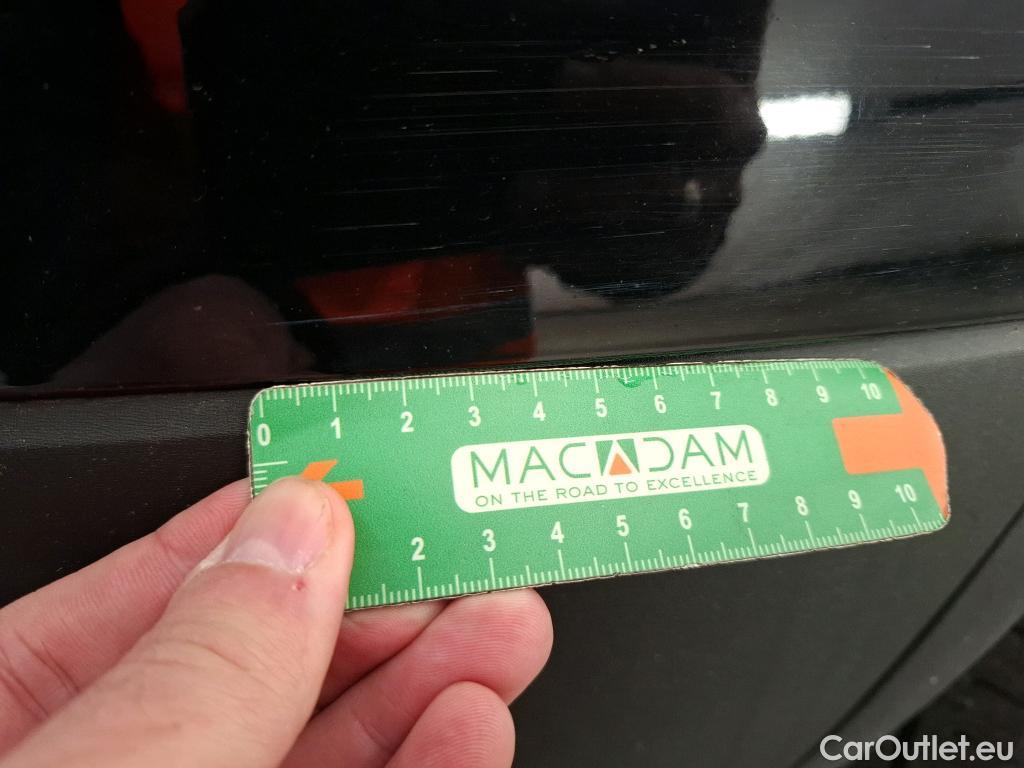 0 1 2 3 4 5 6 7 8 9 10
MACADAM
ON THE ROAD TO EXCELLENCE
2 3 4 5 6 7 8 9 10
CarOutlet.eu